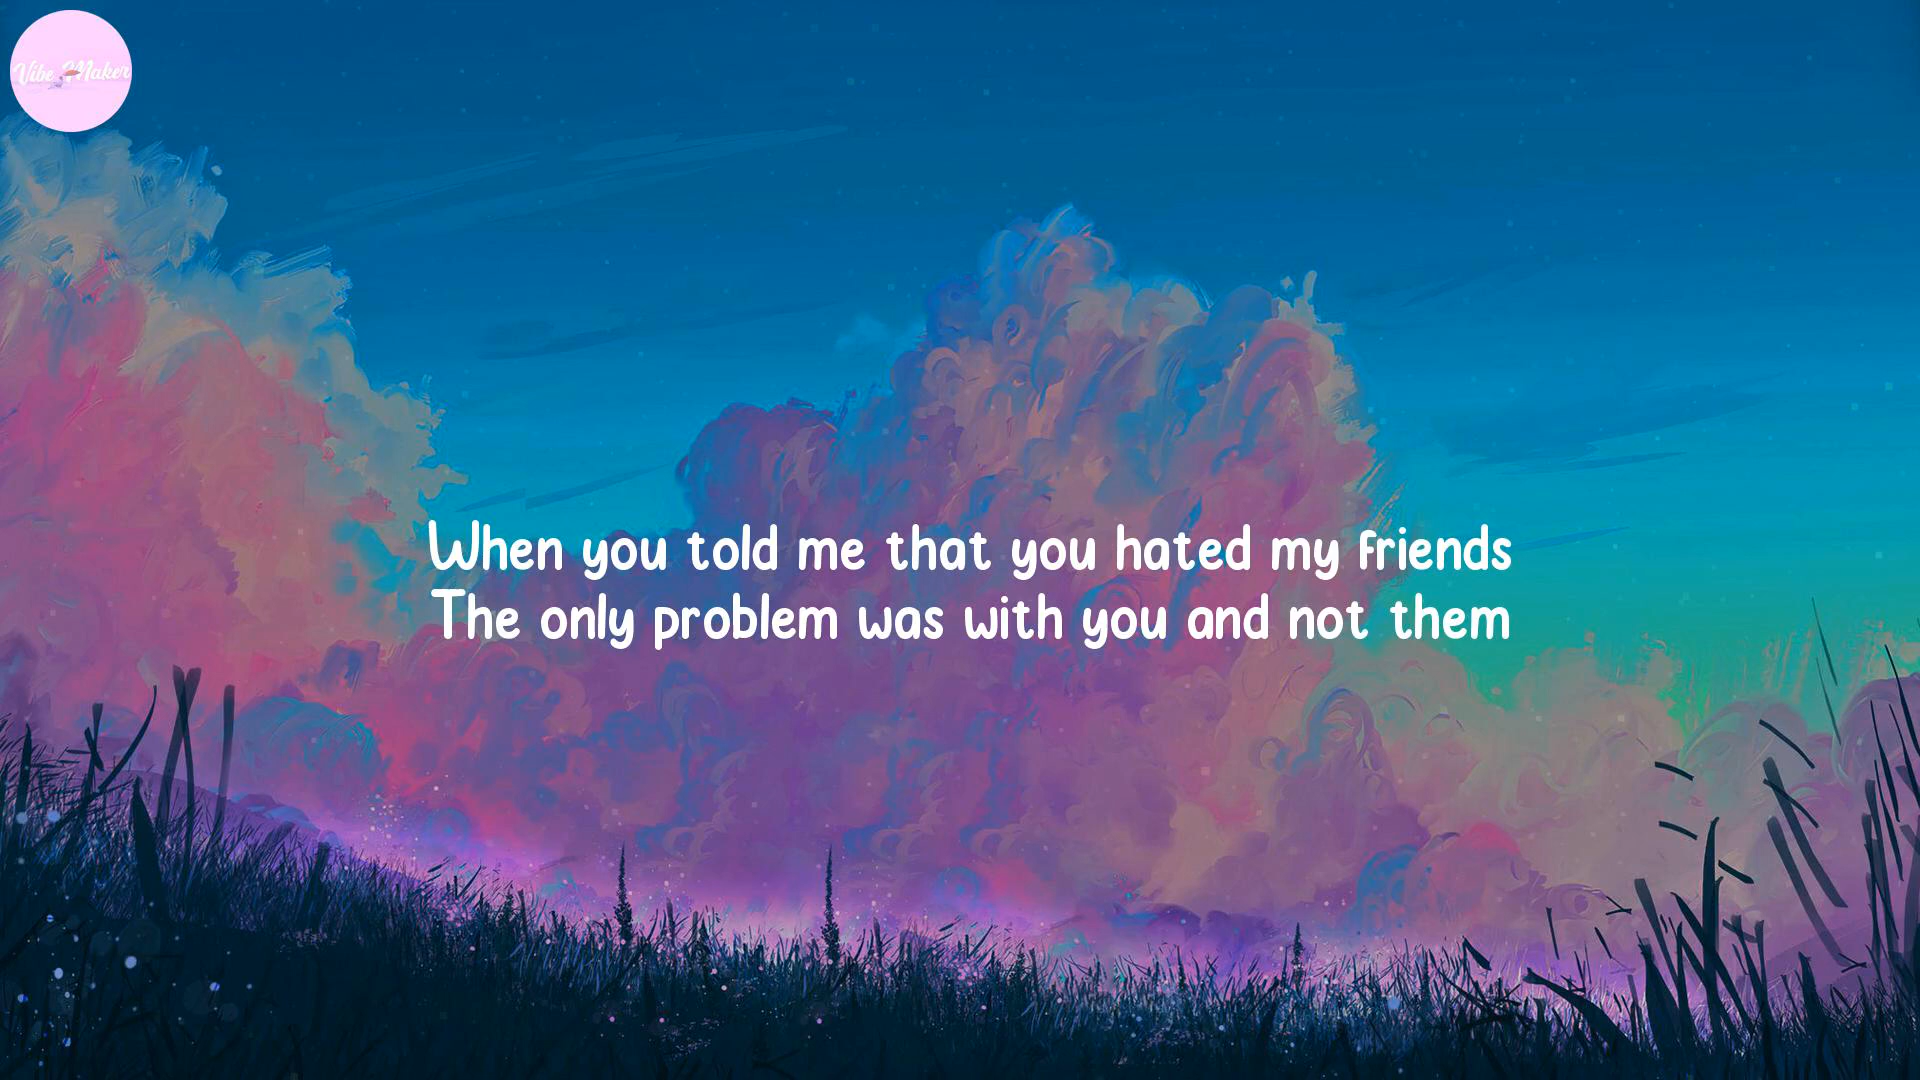 Vibe Maker
When you told me that you hated my friends
The only problem was with you and not them